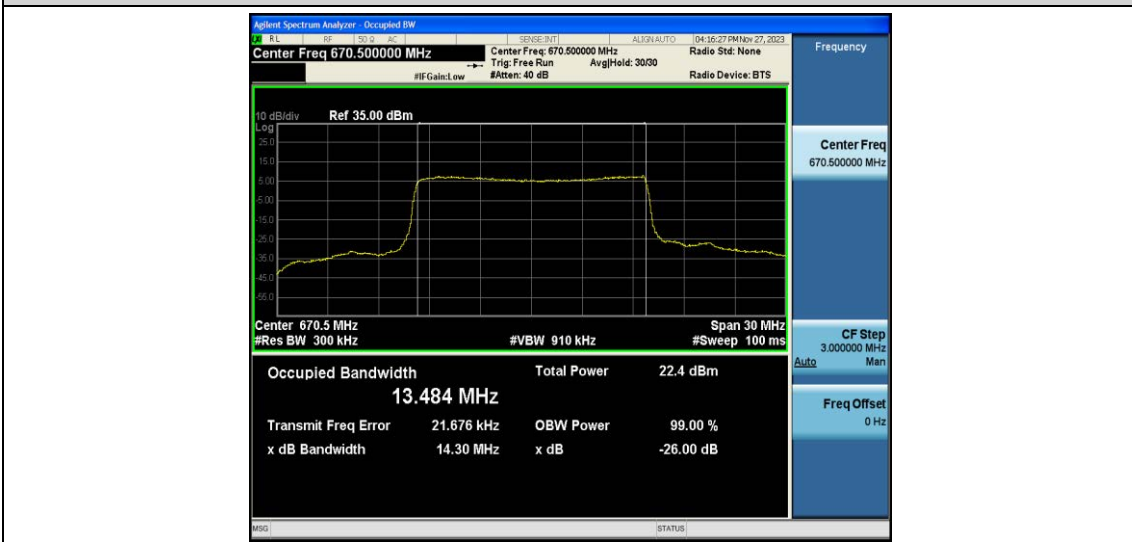 Agilent Spectrum Analyzer - Occupied BW
RL RF 50 Ω AC SENSE:INT ALIGN AUTO 04:16:27 PM Nov 27, 2023
Center Freq 670.500000 MHz
Center Freq: 670.500000 MHz
Radio Std: None
Trig: Free Run
Avg|Hold: 30/30
#IFGain:Low
#Atten: 40 dB
Radio Device: BTS
Frequency
10 dB/div
Ref 35.00 dBm
Log
25.0
15.0
5.00
-5.00
-15.0
-25.0
-35.0
-45.0
-55.0
Center 670.5 MHz
Span 30 MHz
#Res BW 300 kHz
#VBW 910 kHz
#Sweep 100 ms
Center Freq
670.500000 MHz
CF Step
3.000000 MHz
Auto Man
Freq Offset
0 Hz
Occupied Bandwidth
13.484 MHz
Total Power 22.4 dBm
Transmit Freq Error 21.676 kHz
OBW Power 99.00 %
x dB Bandwidth 14.30 MHz
x dB -26.00 dB
MSG
STATUS